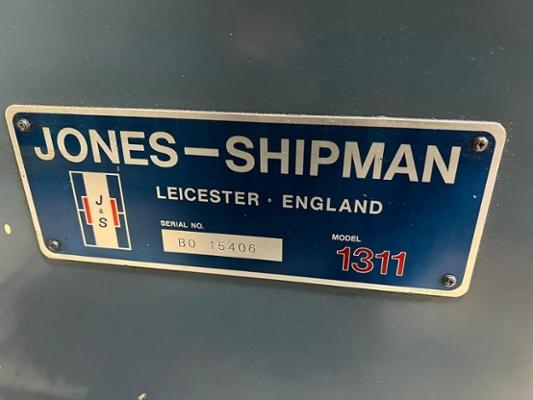 JONES–SHIPMAN
LEICESTER · ENGLAND
J
&
S
SERIAL NO.
BO 15406
MODEL
1311